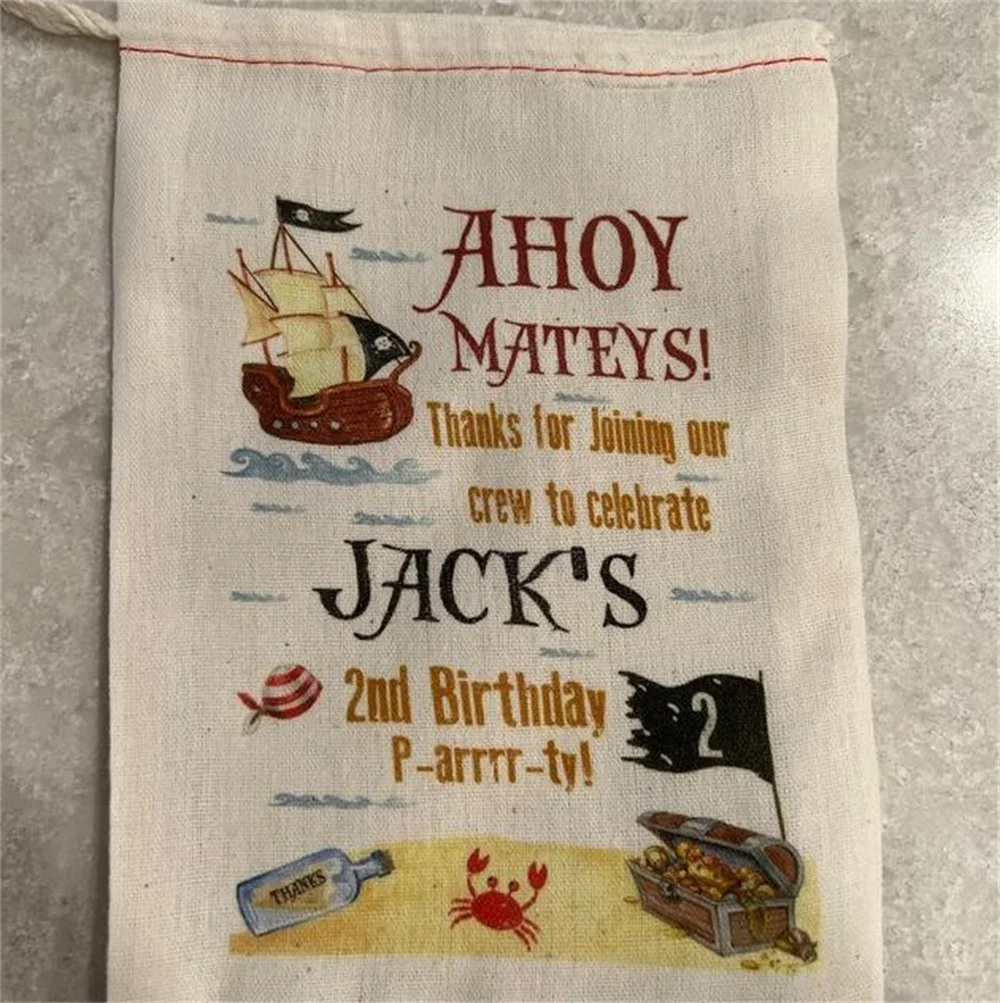 AHOY
MATEYS!
Thanks for Joining our
crew to celebrate
JACK'S
2nd Birthday
P-arrrr-ty!
2
THANKS